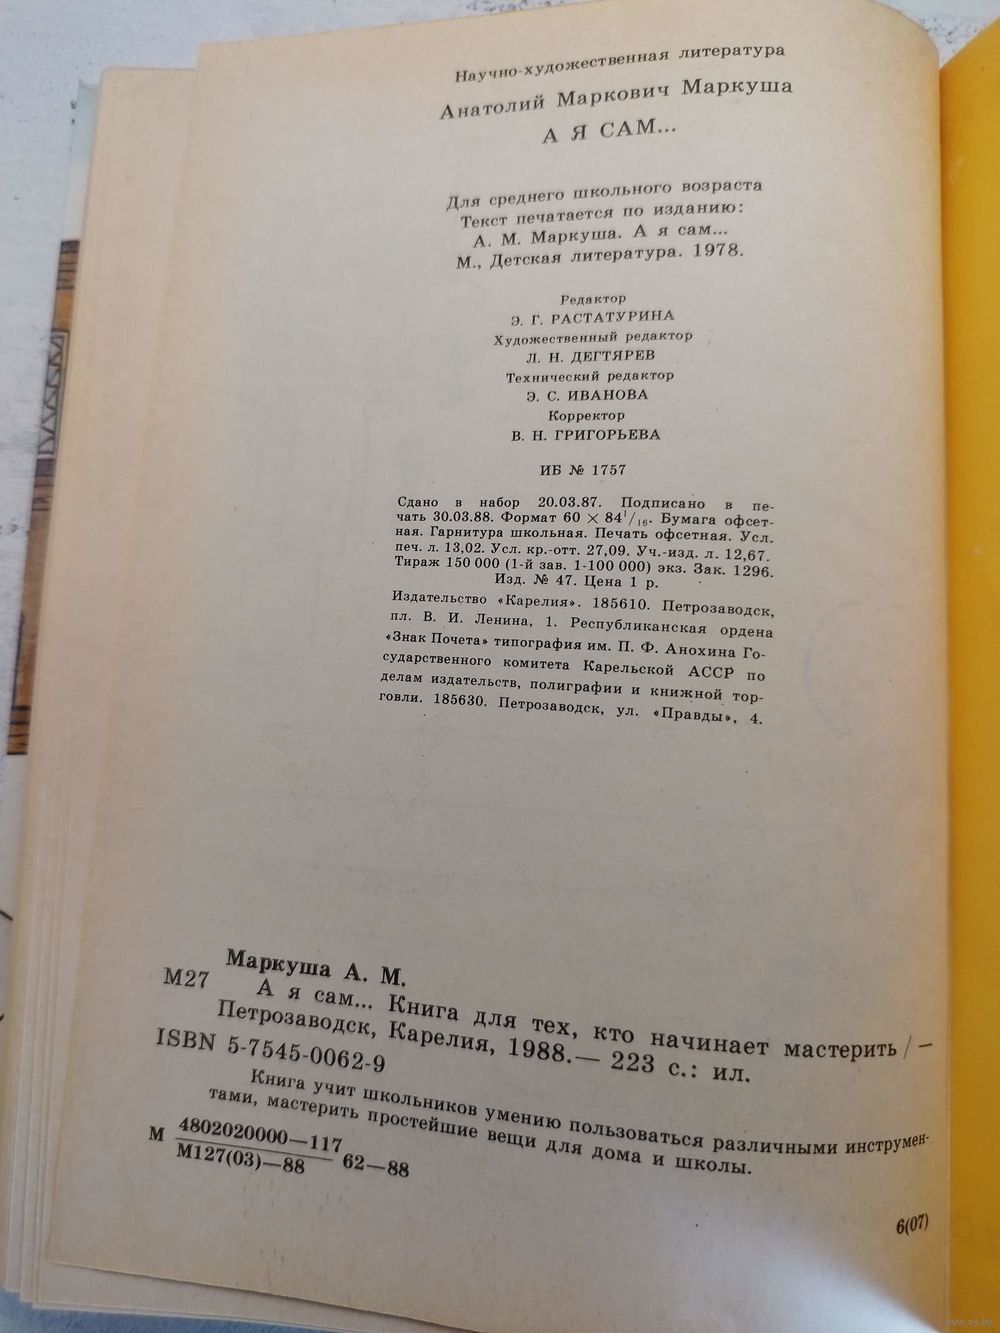 Научно-художественная литература
Анатолий Маркович Маркуша
А Я САМ...
Для среднего школьного возраста
Текст печатается по изданию:
А. М. Маркуша. А я сам...
М., Детская литература. 1978.
Редактор
Э. Г. РАСТАТУРИНА
Художественный редактор
Л. Н. ДЕГТЯРЕВ
Технический редактор
Э. С. ИВАНОВА
Корректор
В. Н. ГРИГОРЬЕВА
ИБ № 1757
Сдано в набор 20.03.87. Подписано в пе-
чать 30.03.88. Формат 60 × 84¹/₁₆. Бумага офсет-
ная. Гарнитура школьная. Печать офсетная. Усл.
печ. л. 13,02. Усл. кр.-отт. 27,09. Уч.-изд. л. 12,67.
Тираж 150 000 (1-й зав. 1-100 000) экз. Зак. 1296.
Изд. № 47. Цена 1 р.
Издательство «Карелия». 185610. Петрозаводск,
пл. В. И. Ленина, 1. Республиканская ордена
«Знак Почета» типография им. П. Ф. Анохина Го-
сударственного комитета Карельской АССР по
делам издательств, полиграфии и книжной тор-
говли. 185630. Петрозаводск, ул. «Правды», 4.
Маркуша А. М.
М27 А я сам... Книга для тех, кто начинает мастерить/—
Петрозаводск, Карелия, 1988.— 223 с.: ил.
ISBN 5-7545-0062-9
Книга учит школьников умению пользоваться различными инструмен-
тами, мастерить простейшие вещи для дома и школы.
М 4802020000—117
М127(03)—88 62—88
6(07)
www.ay.by